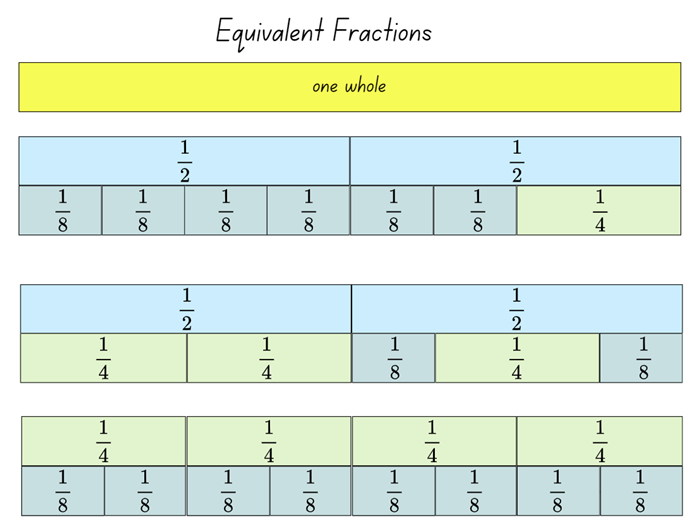 Equivalent Fractions
one whole
1/2 1/2
1/8 1/8 1/8 1/8 1/8 1/8 1/4
1/2 1/2
1/4 1/4 1/8 1/4 1/8
1/4 1/4 1/4 1/4
1/8 1/8 1/8 1/8 1/8 1/8 1/8 1/8